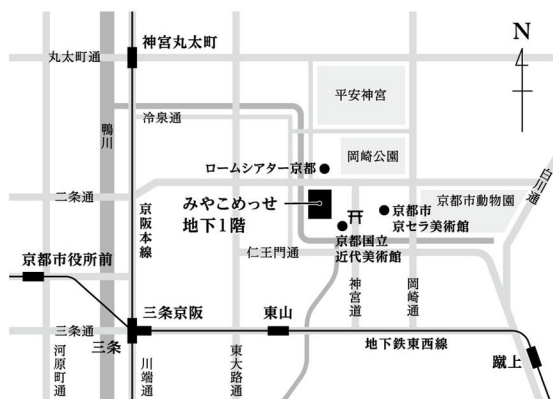 N
神宮丸太町
丸太町通
平安神宮
鴨川
冷泉通
岡崎公園
ロームシアター京都
白川通
二条通
みやこめっせ
地下1階
京都市動物園
京都市
京セラ美術館
京都国立
近代美術館
京阪本線
仁王門通
京都市役所前
神宮道
岡崎通
三条京阪
東山
三条通
三条
地下鉄東西線
蹴上
河原町通
川端通
東大路通